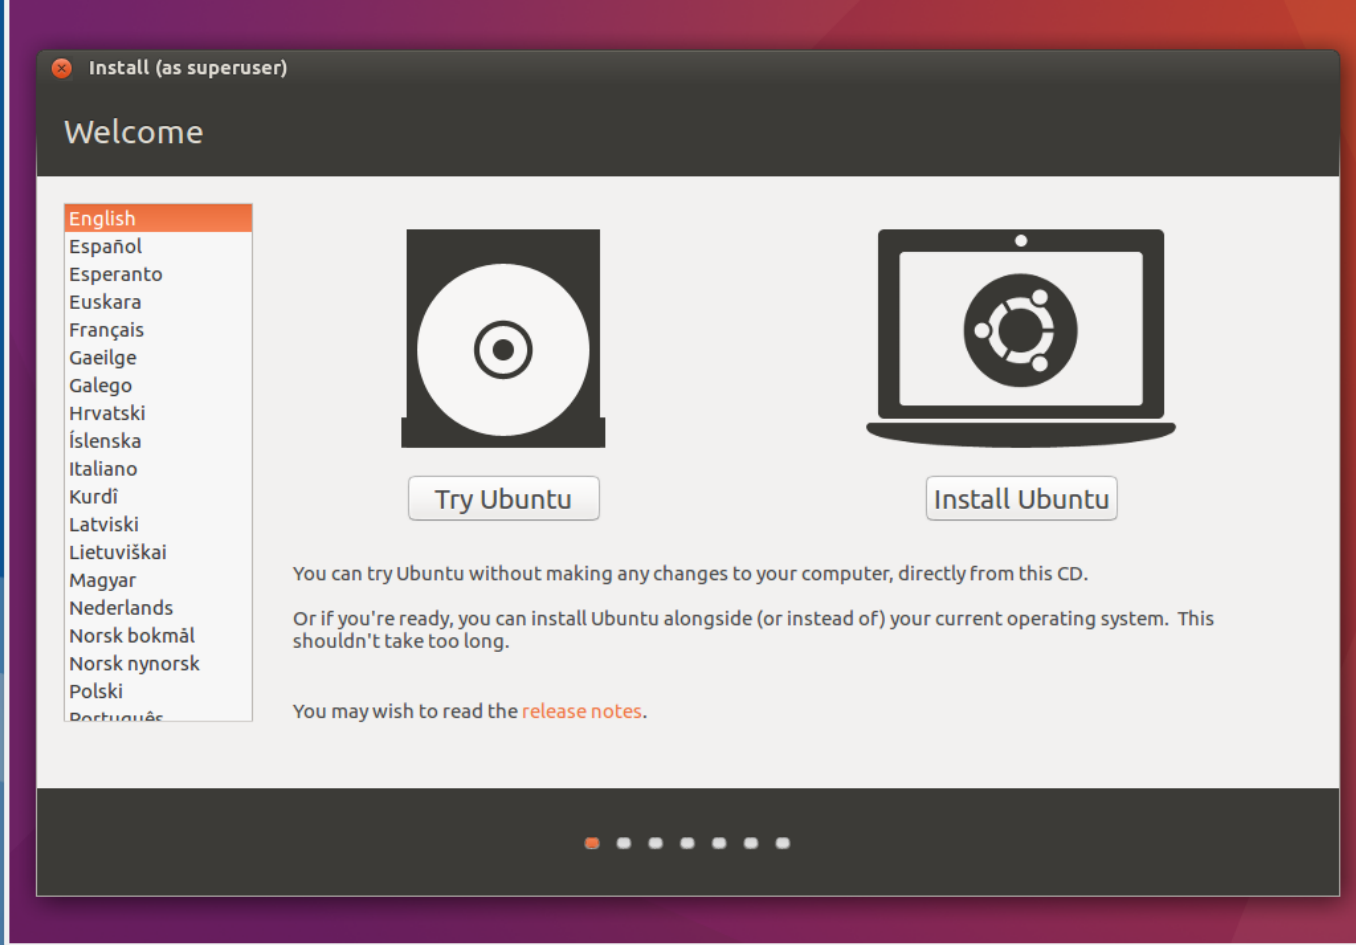 Install (as superuser)
Welcome
English
Español
Esperanto
Euskara
Français
Gaeilge
Galego
Hrvatski
Íslenska
Italiano
Kurdî
Latviski
Lietuviškai
Magyar
Nederlands
Norsk bokmål
Norsk nynorsk
Polski
Português
Try Ubuntu
Install Ubuntu
You can try Ubuntu without making any changes to your computer, directly from this CD.
Or if you're ready, you can install Ubuntu alongside (or instead of) your current operating system. This
shouldn't take too long.
You may wish to read the release notes.